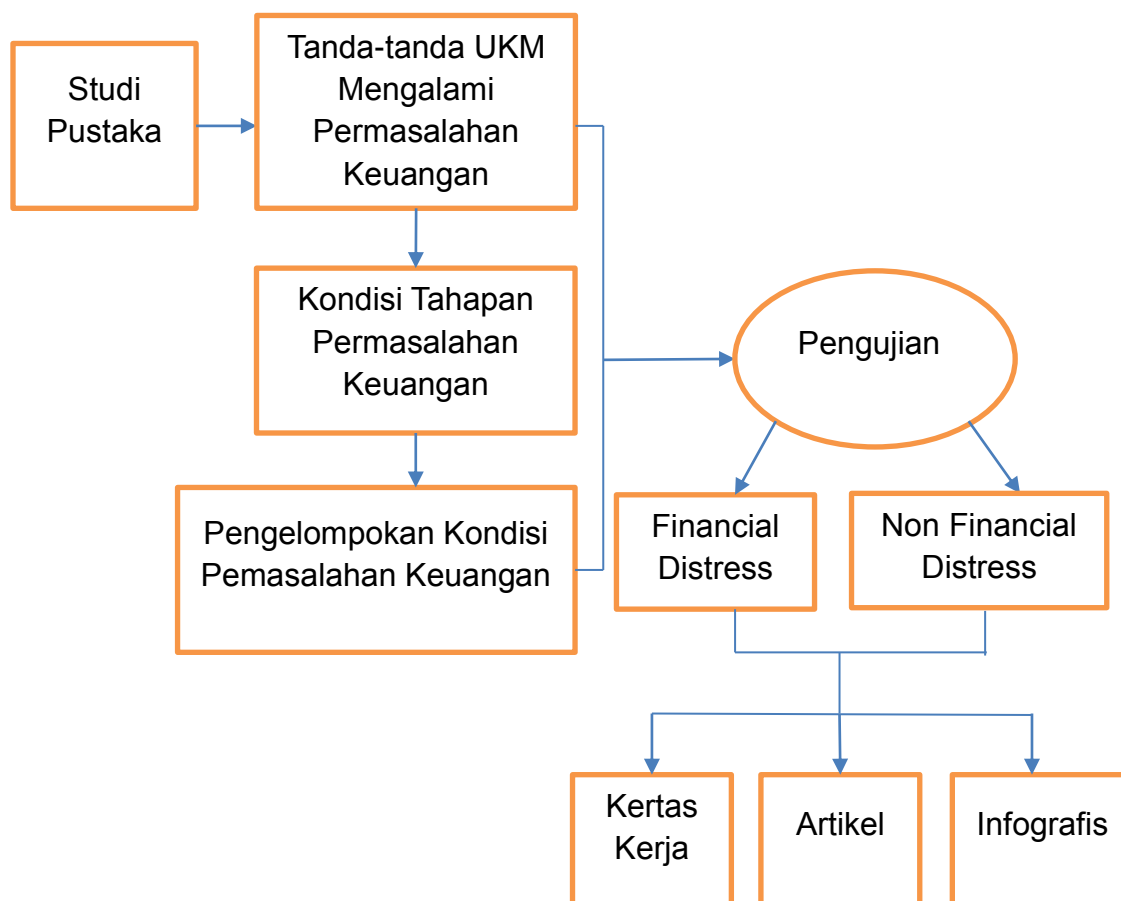 Studi
Pustaka
Tanda-tanda UKM
Mengalami
Permasalahan
Keuangan
Kondisi Tahapan
Permasalahan
Keuangan
Pengelompokan Kondisi
Pemasalahan Keuangan
Pengujian
Financial
Distress
Non Financial
Distress
Kertas
Kerja
Artikel
Infografis